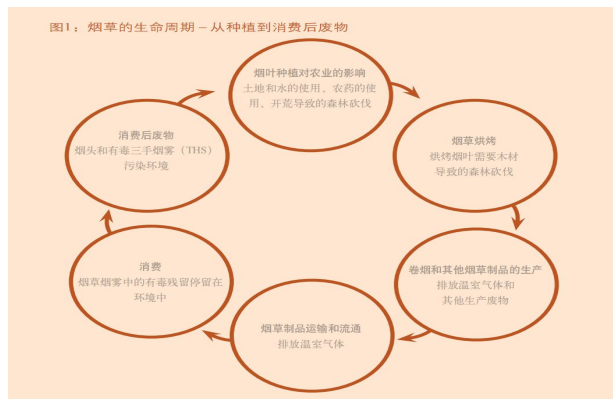 图1：烟草的生命周期－从种植到消费后废物
烟叶种植对农业的影响
土地和水的使用、农药的使
用、开荒导致的森林砍伐
烟草烘烤
烘烤烟叶需要木材
导致的森林砍伐
卷烟和其他烟草制品的生产
排放温室气体和
其他生产废物
烟草制品运输和流通
排放温室气体
消费
烟草烟雾中的有毒残留停留在
环境中
消费后废物
烟头和有毒三手烟雾（THS）
污染环境